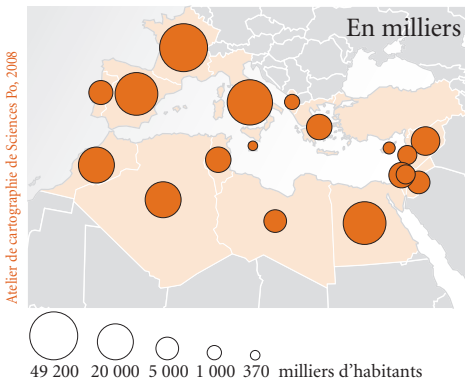 En milliers
Atelier de cartographie de Sciences Po, 2008
49 200 20 000 5 000 1 000 370 milliers d'habitants